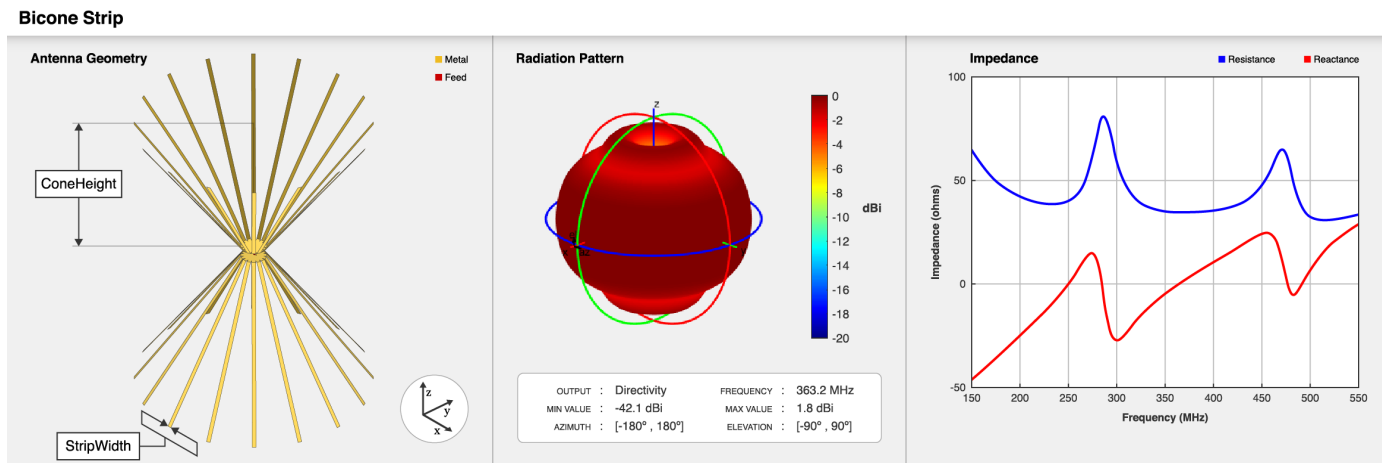 Bicone Strip
Antenna Geometry
Metal
Feed
ConeHeight
StripWidth
z
y
x
Radiation Pattern
z
0
-2
-4
-6
-8
-10
-12
-14
-16
-18
-20
dBi
OUTPUT : Directivity FREQUENCY : 363.2 MHz
MIN VALUE : -42.1 dBi MAX VALUE : 1.8 dBi
AZIMUTH : [-180° , 180°] ELEVATION : [-90° , 90°]
Impedance
Resistance
Reactance
100
50
0
-50
Impedance (ohms)
150 200 250 300 350 400 450 500 550
Frequency (MHz)